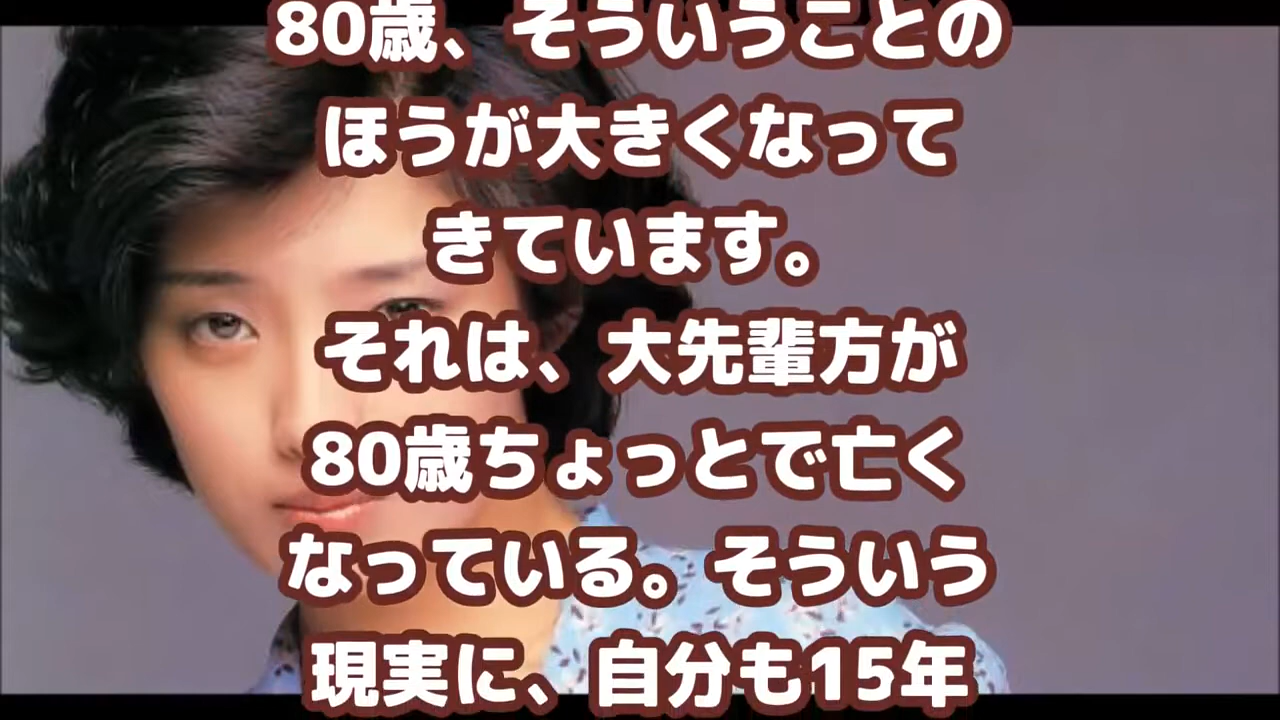 80歳、そういうことの
ほうが大きくなって
きています。
それは、大先輩方が
80歳ちょっとで亡く
なっている。そういう
現実に、自分も15年